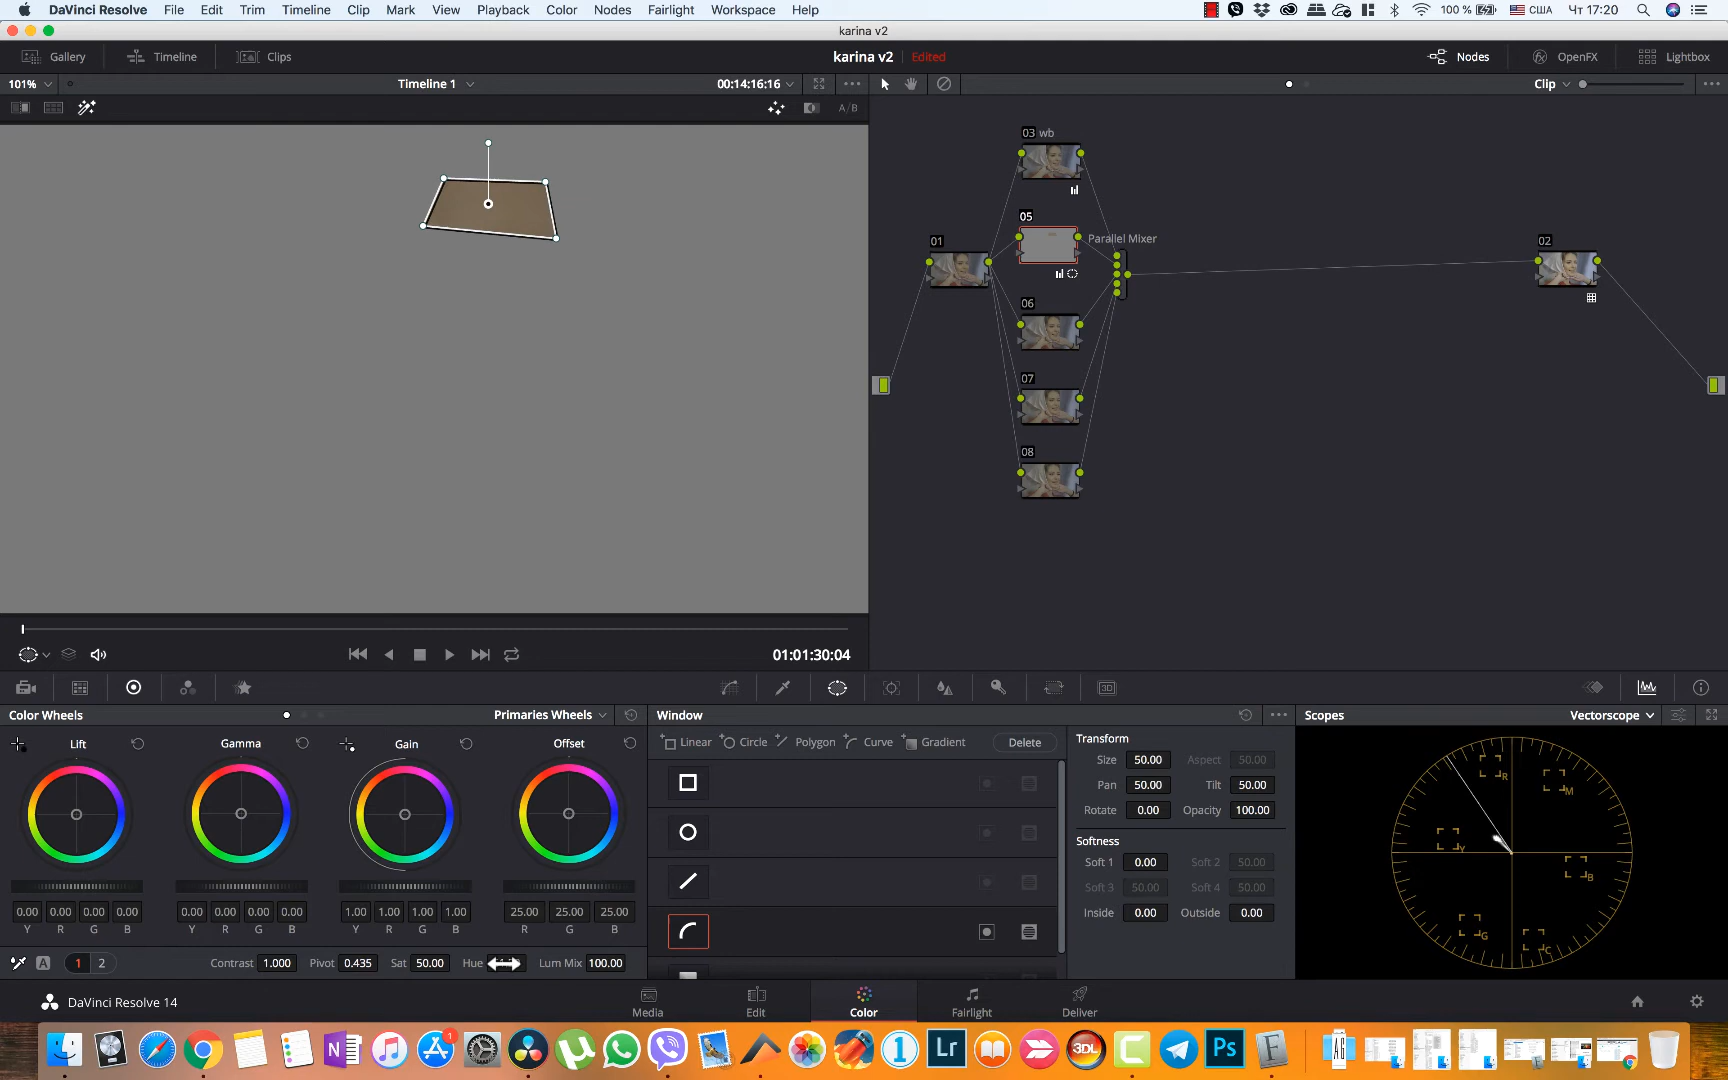 DaVinci Resolve File Edit Trim Timeline Clip Mark View Playback Color Nodes Fairlight Workspace Help 100 % США Чт 17:20
karina v2
Gallery Timeline Clips karina v2 Edited Nodes OpenFX Lightbox
101% Timeline 1 00:14:16:16 Clip
A/B
03 wb
05
01 Parallel Mixer 02
06
07
08
01:01:30:04
Color Wheels Primaries Wheels Window Scopes Vectorscope
Lift Gamma Gain Offset Linear Circle Polygon Curve Gradient Delete Transform
Size 50.00 Aspect 50.00
Pan 50.00 Tilt 50.00
Rotate 0.00 Opacity 100.00
Softness
Soft 1 0.00 Soft 2 50.00
Soft 3 50.00 Soft 4 50.00
Inside 0.00 Outside 0.00
R M Y B G C
0.00 0.00 0.00 0.00 0.00 0.00 0.00 0.00 1.00 1.00 1.00 1.00 25.00 25.00 25.00
Y R G B Y R G B Y R G B R G B
A 1 2 Contrast 1.000 Pivot 0.435 Sat 50.00 Hue Lum Mix 100.00
DaVinci Resolve 14 Media Edit Color Fairlight Deliver
N 1 1 Lr 3DL Ps